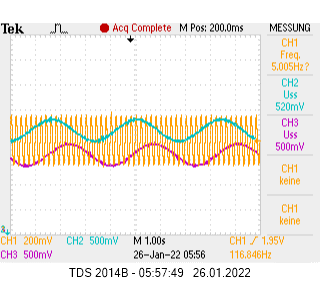 Tek Acq Complete M Pos: 200.0ms MESSUNG
CH1
Freq.
5.005Hz?
CH2
Uss
520mV
CH3
Uss
500mV
CH1
keine
CH1
keine
3
CH1 200mV CH2 500mV M 1.00s CH1 / 1.95V
CH3 500mV 26-Jan-22 05:56 116.846Hz
TDS 2014B - 05:57:49 26.01.2022